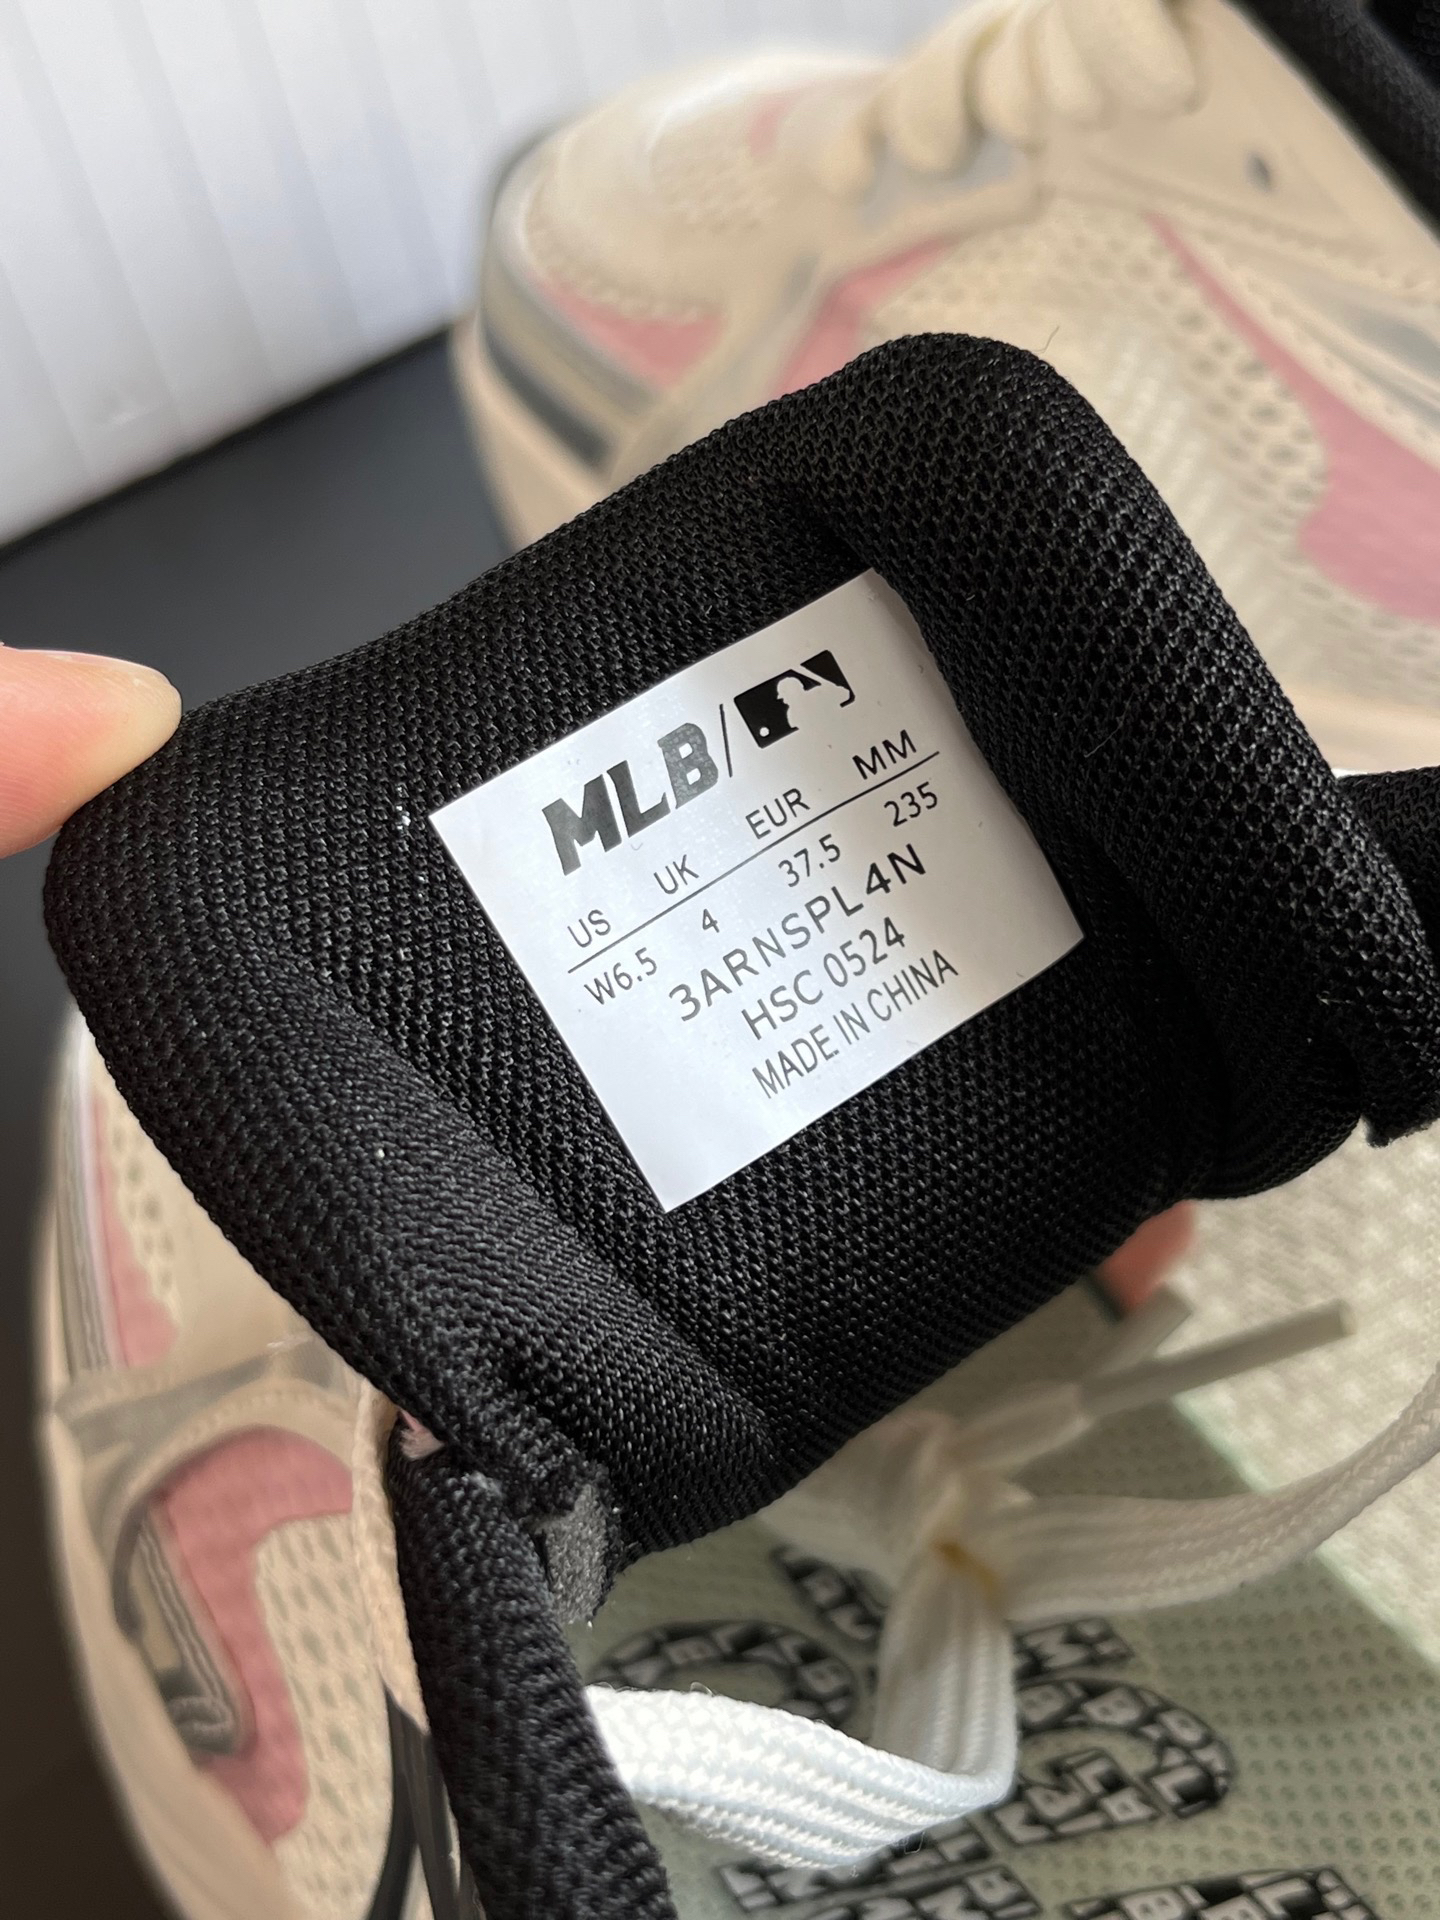 MLB/
US UK EUR MM
W6.5 4 37.5 235
3ARNSPL4N
HSC 0524
MADE IN CHINA